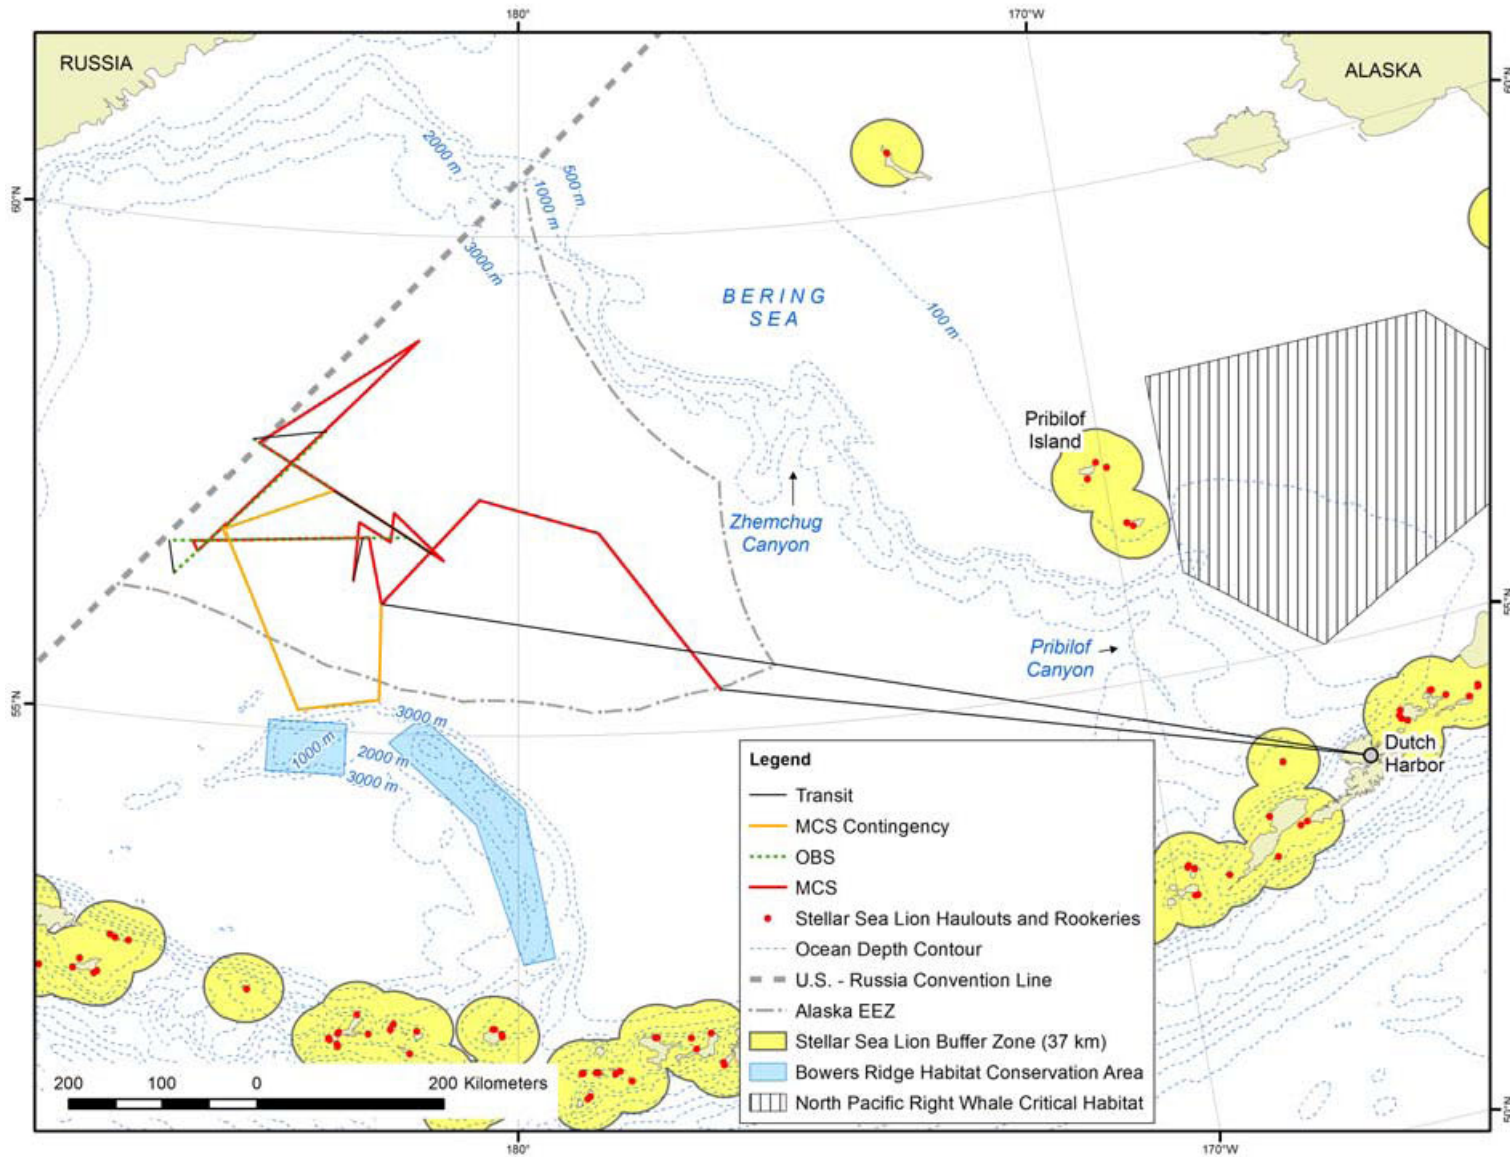 180°
170°W
RUSSIA
ALASKA
60°N
60°N
2000 m
500 m
1000 m
3000 m
BERING
SEA
100 m
Pribilof
Island
Zhemchug
Canyon
55°N
Pribilof
Canyon
55°N
3000 m
1000 m
2000 m
3000 m
Dutch
Harbor
Legend
Transit
MCS Contingency
OBS
MCS
Stellar Sea Lion Haulouts and Rookeries
Ocean Depth Contour
U.S. - Russia Convention Line
Alaska EEZ
Stellar Sea Lion Buffer Zone (37 km)
Bowers Ridge Habitat Conservation Area
North Pacific Right Whale Critical Habitat
200 100 0 200 Kilometers
50°N
180°
170°W